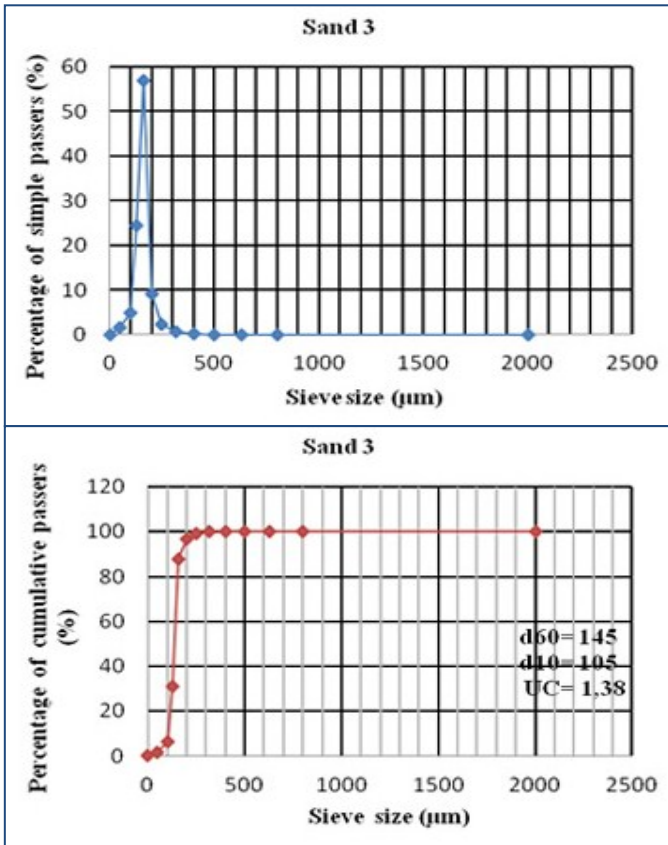 Sand 3
Percentage of simple passers (%)
60
50
40
30
20
10
0
0 500 1000 1500 2000 2500
Sieve size (μm)
Sand 3
Percentage of cumulative passers
(%)
120
100
80
60
40
20
0
d60= 145
d10= 105
UC= 1,38
0 500 1000 1500 2000 2500
Sieve size (μm)